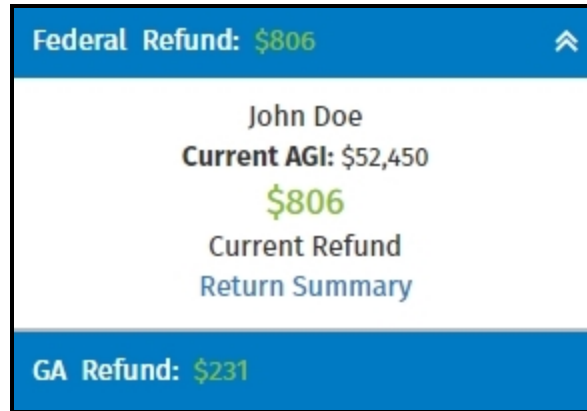 Federal Refund: $806
John Doe
Current AGI: $52,450
$806
Current Refund
Return Summary
GA Refund: $231